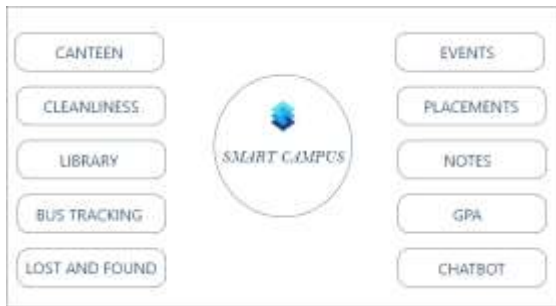 CANTEEN
CLEANLINESS
LIBRARY
BUS TRACKING
LOST AND FOUND
SMART CAMPUS
EVENTS
PLACEMENTS
NOTES
GPA
CHATBOT